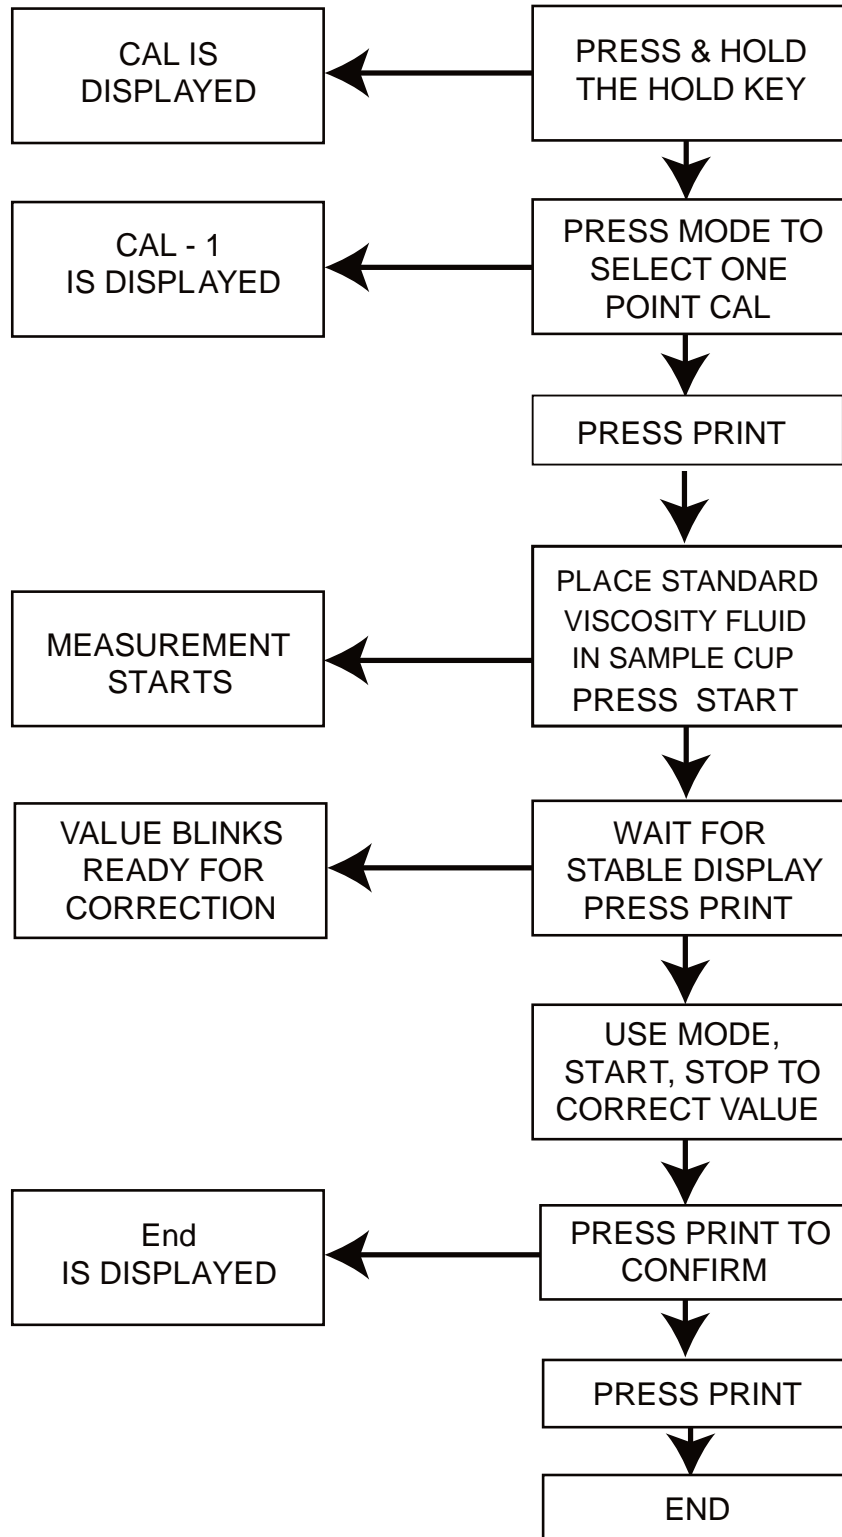 PRESS & HOLD
THE HOLD KEY
CAL IS
DISPLAYED
PRESS MODE TO
SELECT ONE
POINT CAL
CAL - 1
IS DISPLAYED
PRESS PRINT
PLACE STANDARD
VISCOSITY FLUID
IN SAMPLE CUP
PRESS START
MEASUREMENT
STARTS
WAIT FOR
STABLE DISPLAY
PRESS PRINT
VALUE BLINKS
READY FOR
CORRECTION
USE MODE,
START, STOP TO
CORRECT VALUE
PRESS PRINT TO
CONFIRM
End
IS DISPLAYED
PRESS PRINT
END